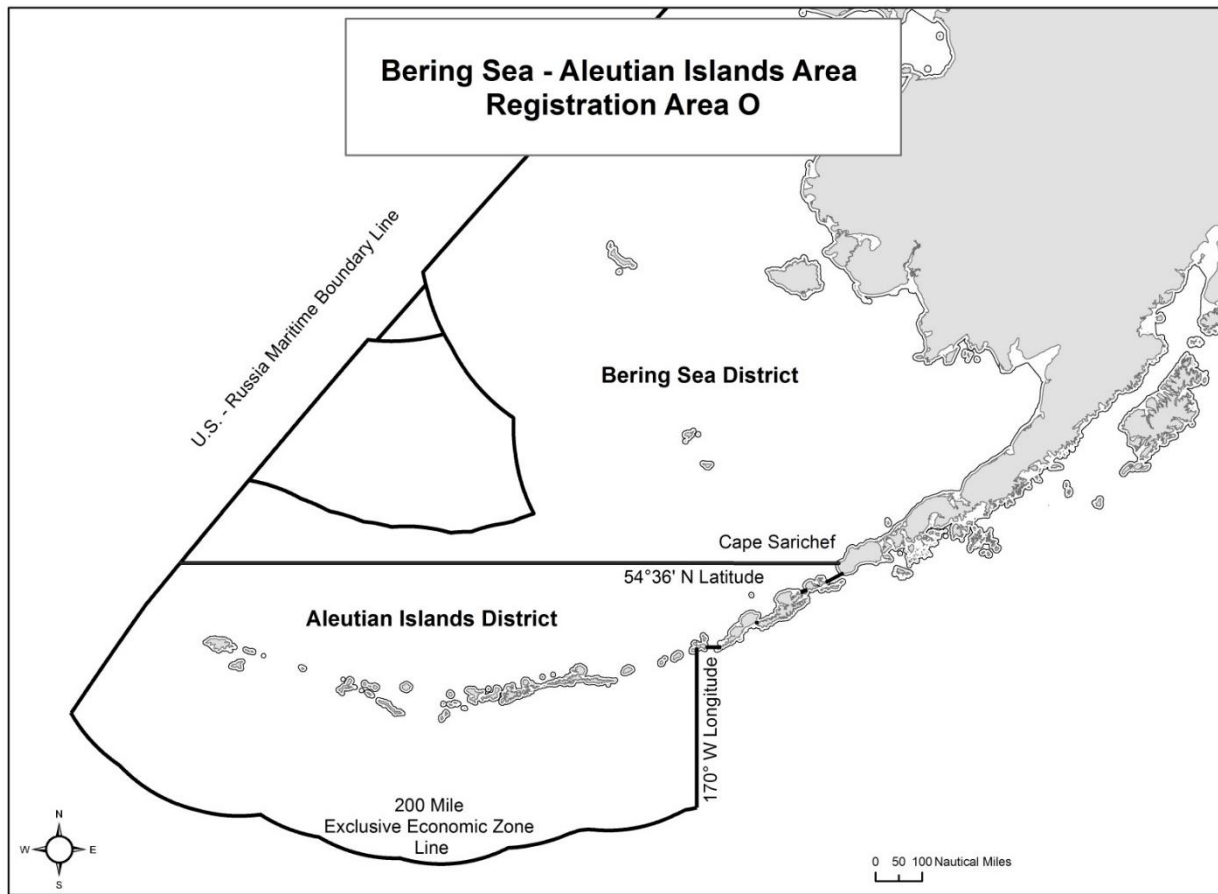 Bering Sea - Aleutian Islands Area
Registration Area O
U.S. - Russia Maritime Boundary Line
Bering Sea District
Cape Sarichef
54°36' N Latitude
Aleutian Islands District
170° W Longitude
200 Mile
Exclusive Economic Zone
Line
N
W E
S
0 50 100 Nautical Miles